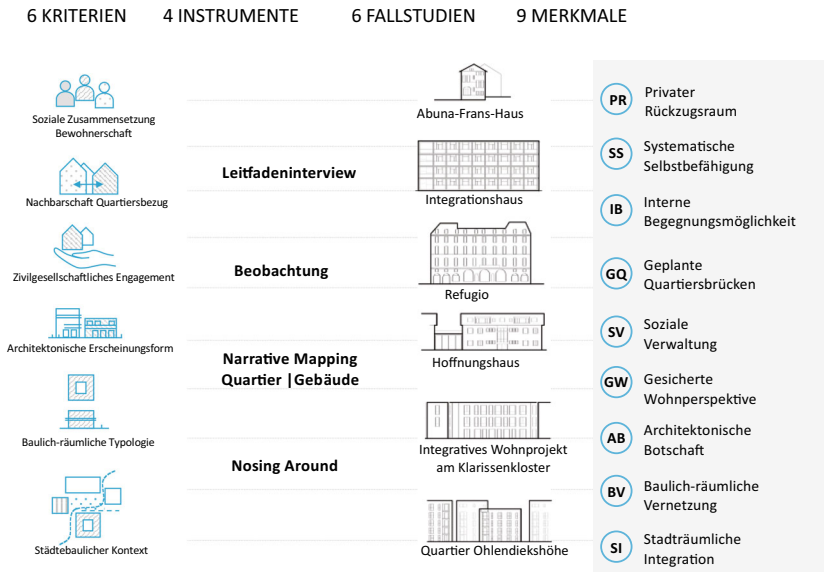 6 KRITERIEN
4 INSTRUMENTE
6 FALLSTUDIEN
9 MERKMALE
Soziale Zusammensetzung
Bewohnerschaft
Nachbarschaft Quartiersbezug
Zivilgesellschaftliches Engagement
Architektonische Erscheinungsform
Baulich-räumliche Typologie
Städtebaulicher Kontext
Leitfadeninterview
Beobachtung
Narrative Mapping
Quartier |Gebäude
Nosing Around
Abuna-Frans-Haus
Integrationshaus
Refugio
Hoffnungshaus
Integratives Wohnprojekt
am Klarissenkloster
Quartier Ohlendiekshöhe
PR
Privater
Rückzugsraum
SS
Systematische
Selbstbefähigung
IB
Interne
Begegnungsmöglichkeit
GQ
Geplante
Quartiersbrücken
SV
Soziale
Verwaltung
GW
Gesicherte
Wohnperspektive
AB
Architektonische
Botschaft
BV
Baulich-räumliche
Vernetzung
SI
Stadträumliche
Integration